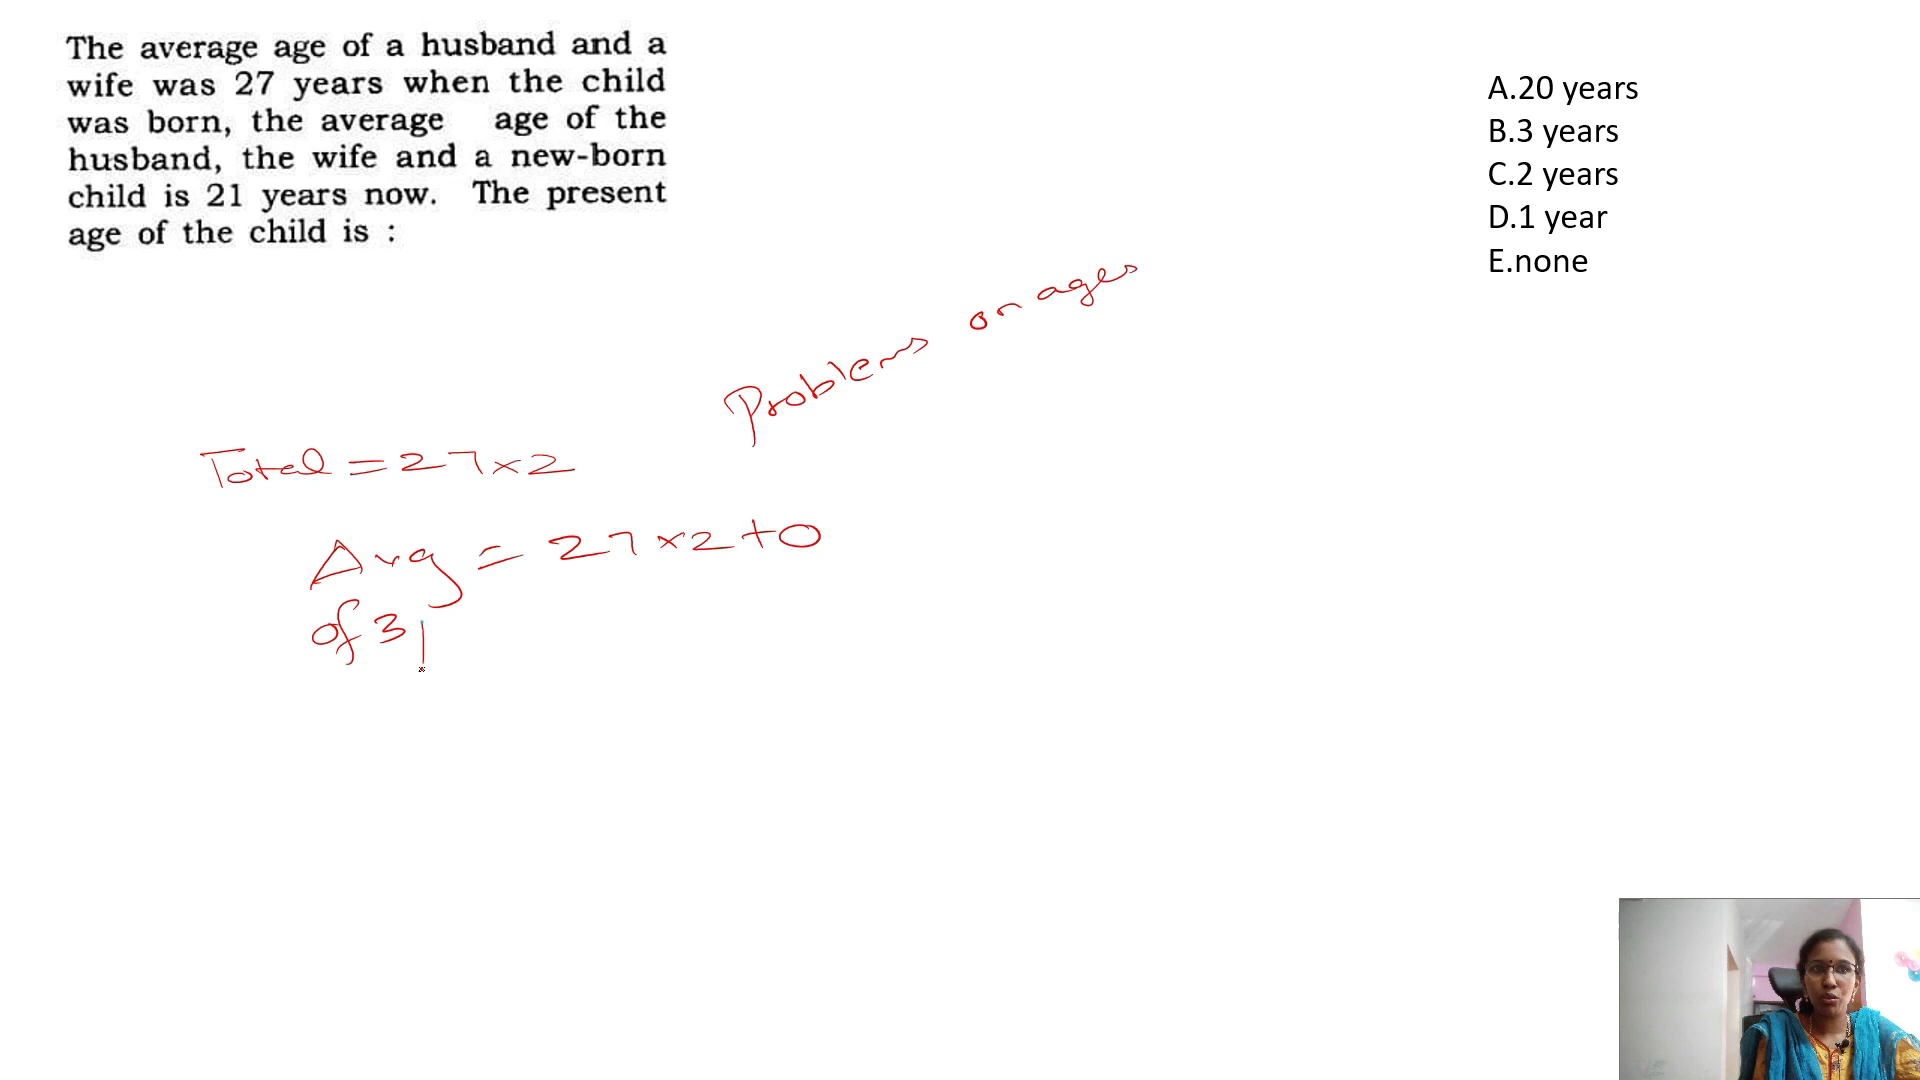 The average age of a husband and a
wife was 27 years when the child
was born, the average age of the
husband, the wife and a new-born
child is 21 years now. The present
age of the child is :
A.20 years
B.3 years
C.2 years
D.1 year
E.none
Problems on ages
Total = 27×2
Avg = 27×2+0
of 3